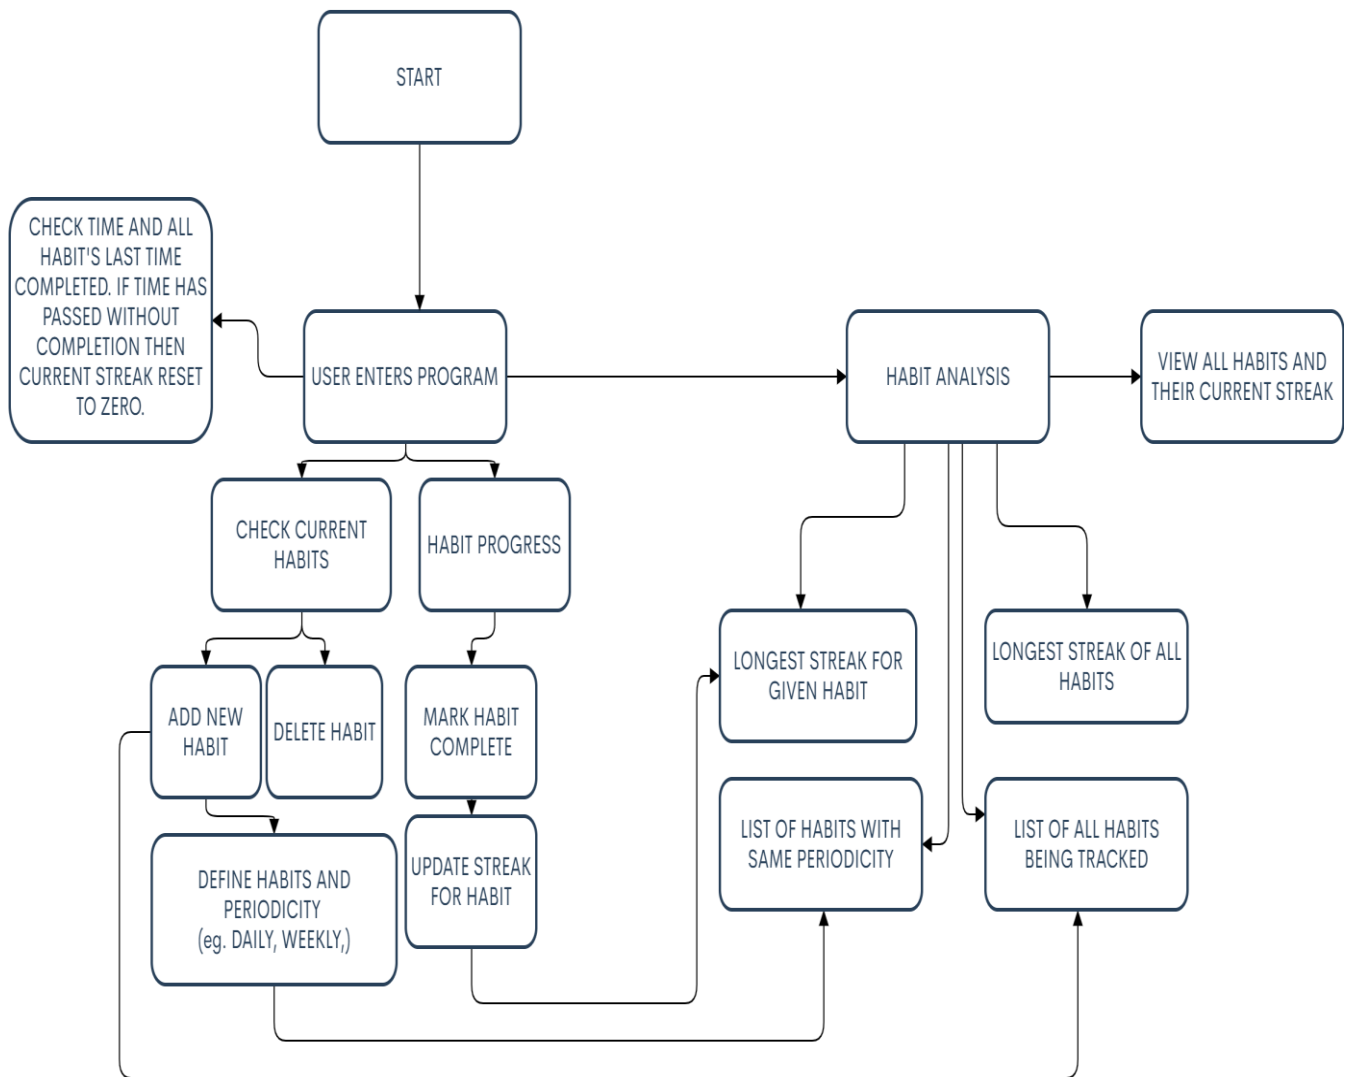 START
CHECK TIME AND ALL
HABIT'S LAST TIME
COMPLETED. IF TIME HAS
PASSED WITHOUT
COMPLETION THEN
CURRENT STREAK RESET
TO ZERO.
USER ENTERS PROGRAM
HABIT ANALYSIS
VIEW ALL HABITS AND
THEIR CURRENT STREAK
CHECK CURRENT
HABITS
HABIT PROGRESS
ADD NEW
HABIT
DELETE HABIT
MARK HABIT
COMPLETE
LONGEST STREAK FOR
GIVEN HABIT
LONGEST STREAK OF ALL
HABITS
DEFINE HABITS AND
PERIODICITY
(eg. DAILY, WEEKLY,)
UPDATE STREAK
FOR HABIT
LIST OF HABITS WITH
SAME PERIODICITY
LIST OF ALL HABITS
BEING TRACKED